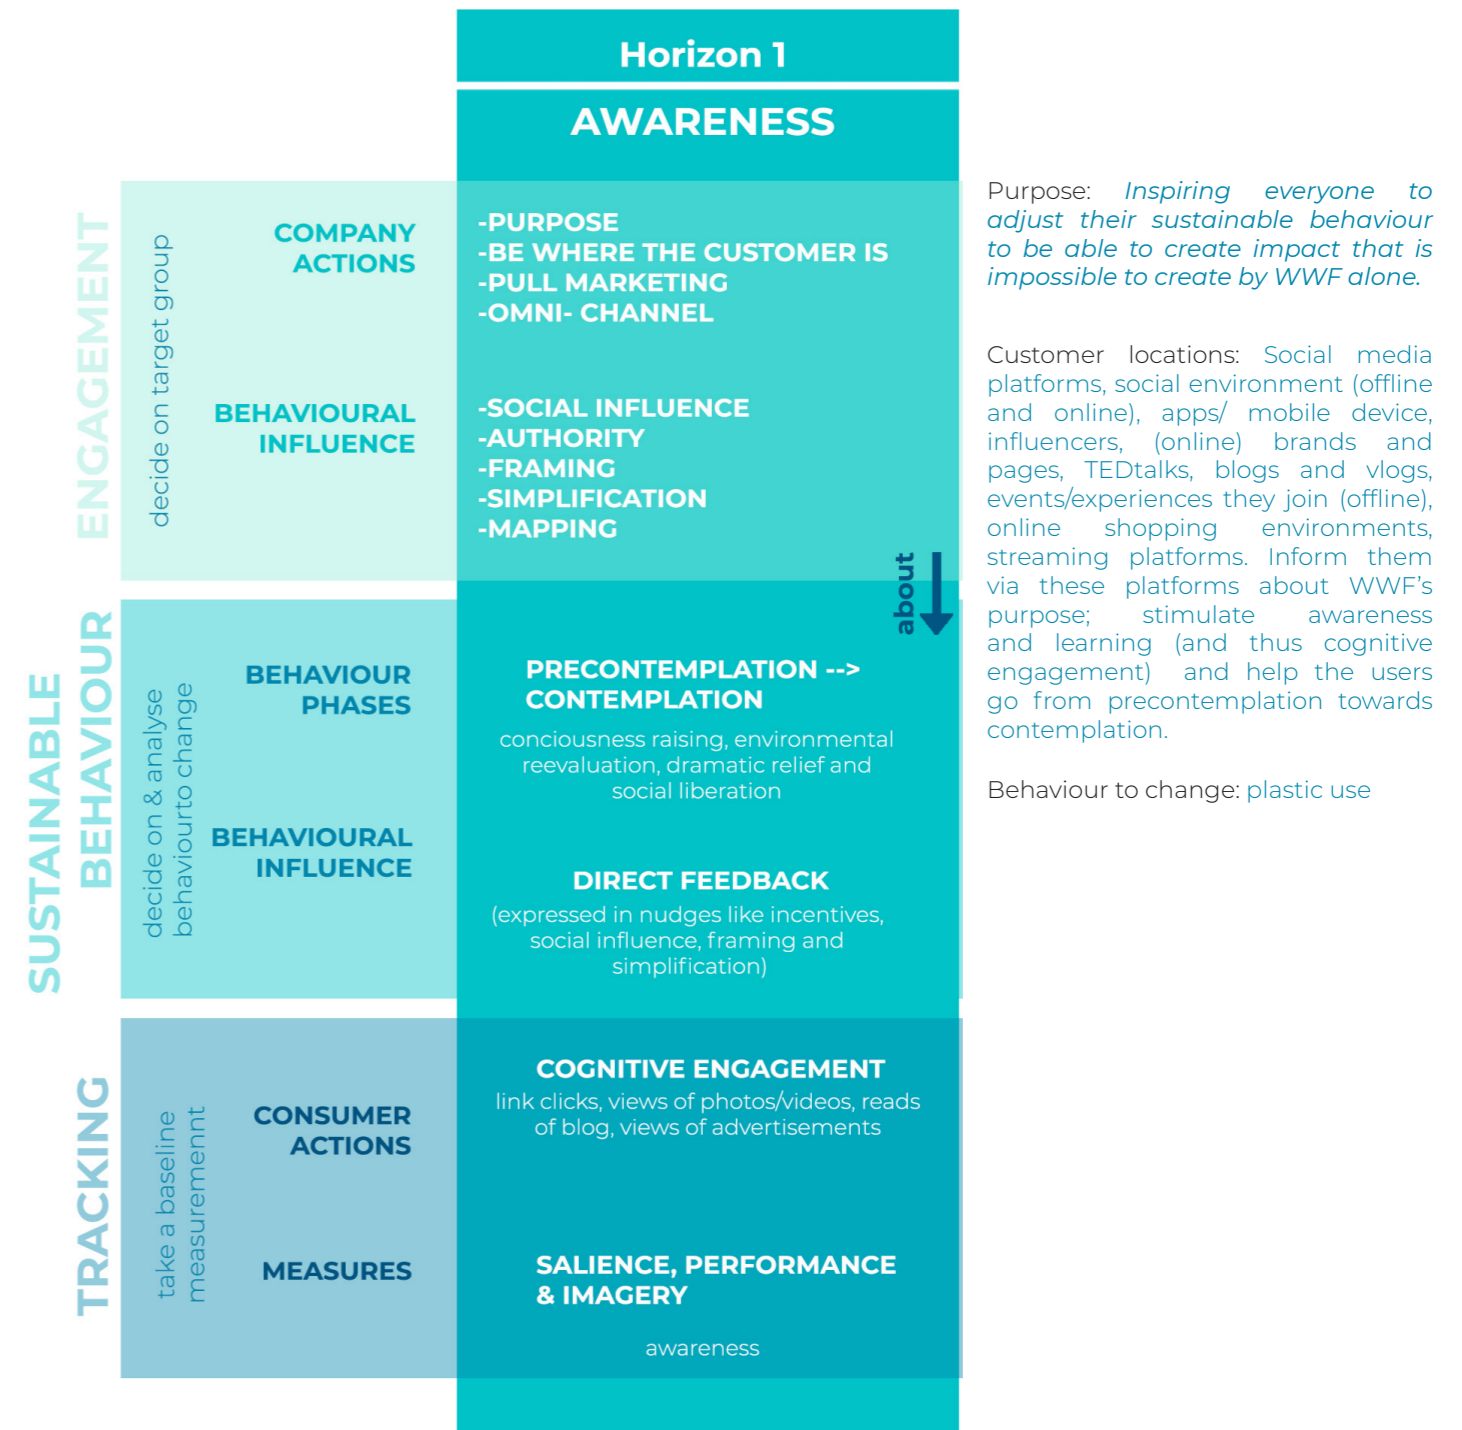 Horizon 1
AWARENESS
ENGAGEMENT
decide on target group
COMPANY
ACTIONS
-PURPOSE
-BE WHERE THE CUSTOMER IS
-PULL MARKETING
-OMNI- CHANNEL
BEHAVIOURAL
INFLUENCE
-SOCIAL INFLUENCE
-AUTHORITY
-FRAMING
-SIMPLIFICATION
-MAPPING
about
SUSTAINABLE
BEHAVIOUR
decide on & analyse
behaviourto change
BEHAVIOUR
PHASES
PRECONTEMPLATION -->
CONTEMPLATION
conciousness raising, environmental
reevaluation, dramatic relief and
social liberation
BEHAVIOURAL
INFLUENCE
DIRECT FEEDBACK
(expressed in nudges like incentives,
social influence, framing and
simplification)
TRACKING
take a baseline
measuremennt
CONSUMER
ACTIONS
COGNITIVE ENGAGEMENT
link clicks, views of photos/videos, reads
of blog, views of advertisements
MEASURES
SALIENCE, PERFORMANCE
& IMAGERY
awareness
Purpose: Inspiring everyone to
adjust their sustainable behaviour
to be able to create impact that is
impossible to create by WWF alone.
Customer locations: Social media
platforms, social environment (offline
and online), apps/ mobile device,
influencers, (online) brands and
pages, TEDtalks, blogs and vlogs,
events/experiences they join (offline),
online shopping environments,
streaming platforms. Inform them
via these platforms about WWF's
purpose; stimulate awareness
and learning (and thus cognitive
engagement) and help the users
go from precontemplation towards
contemplation.
Behaviour to change: plastic use